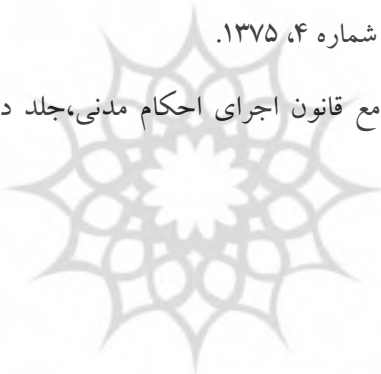 شماره ۴، ۱۳۷۵.
مع قانون اجرای احکام مدنی،جلد د